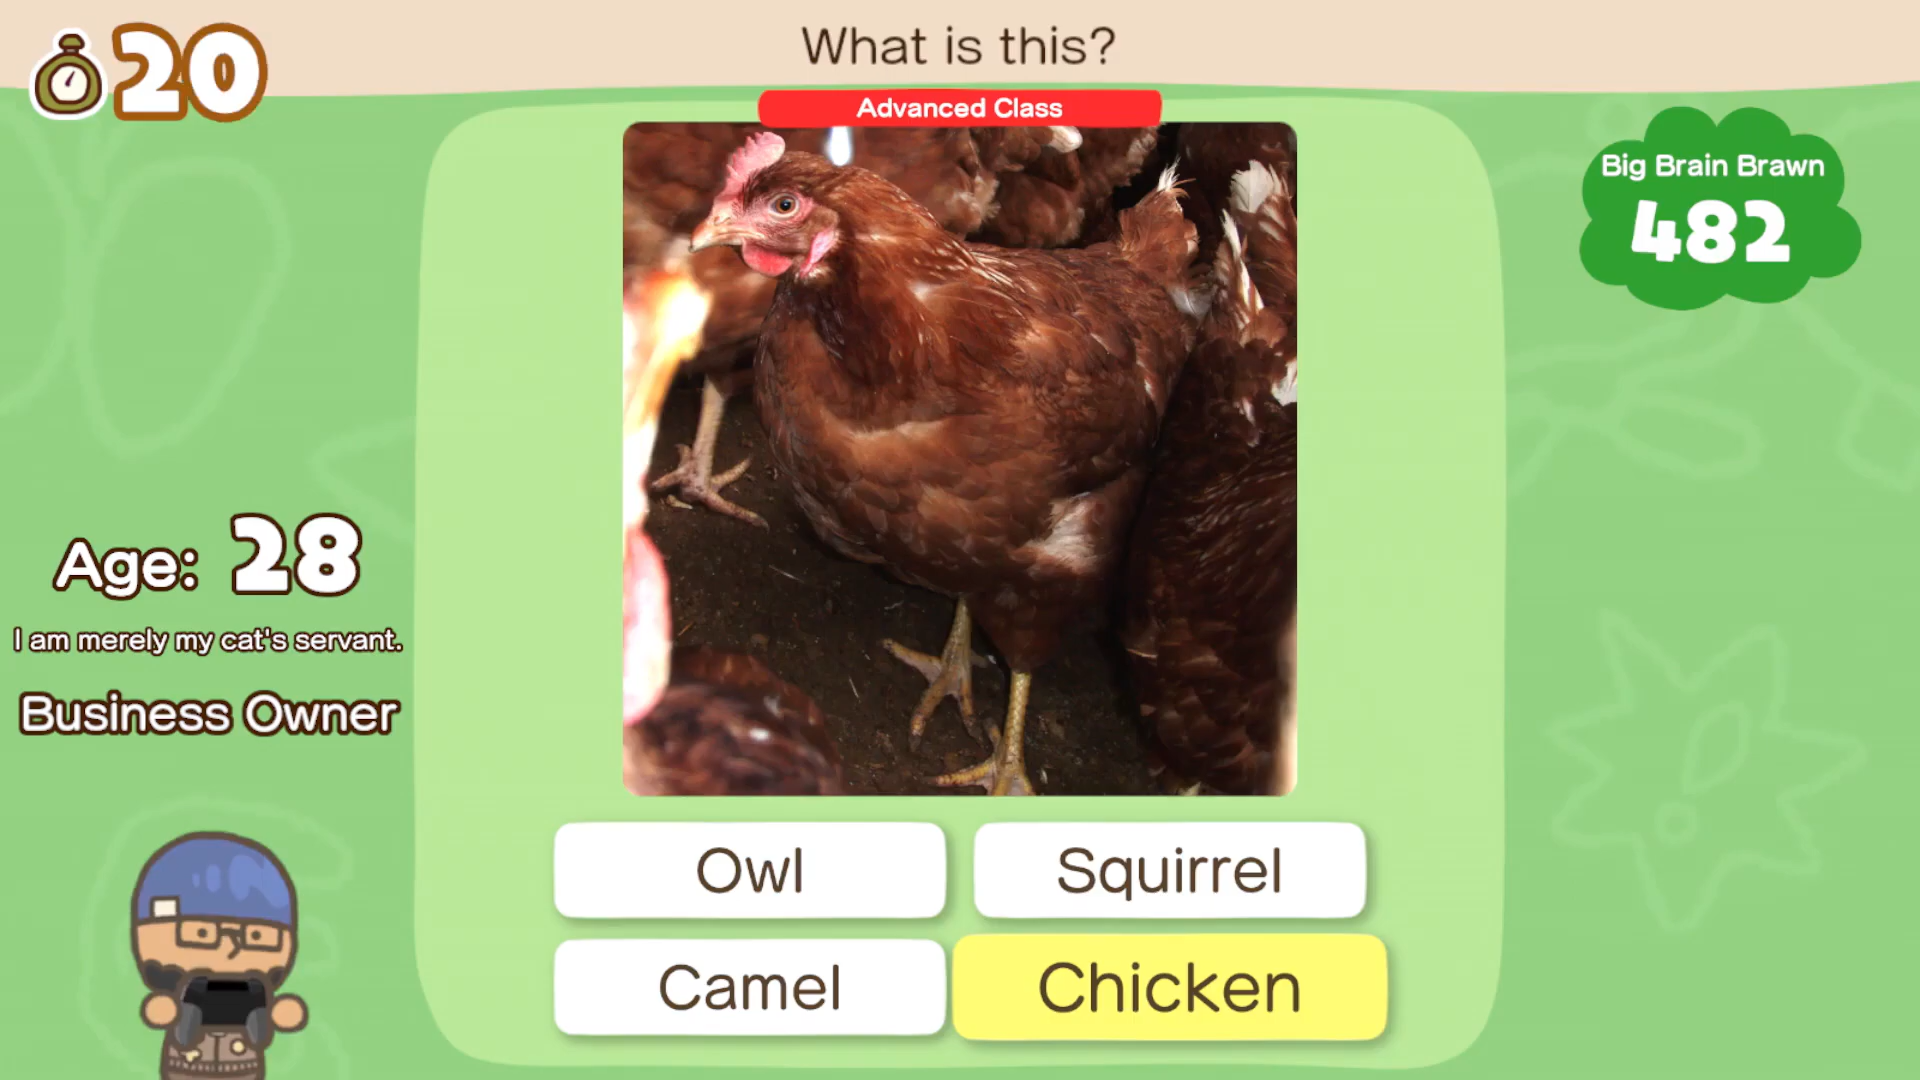 20
What is this?
Advanced Class
Big Brain Brawn
482
Age: 28
I am merely my cat's servant.
Business Owner
Owl
Squirrel
Camel
Chicken